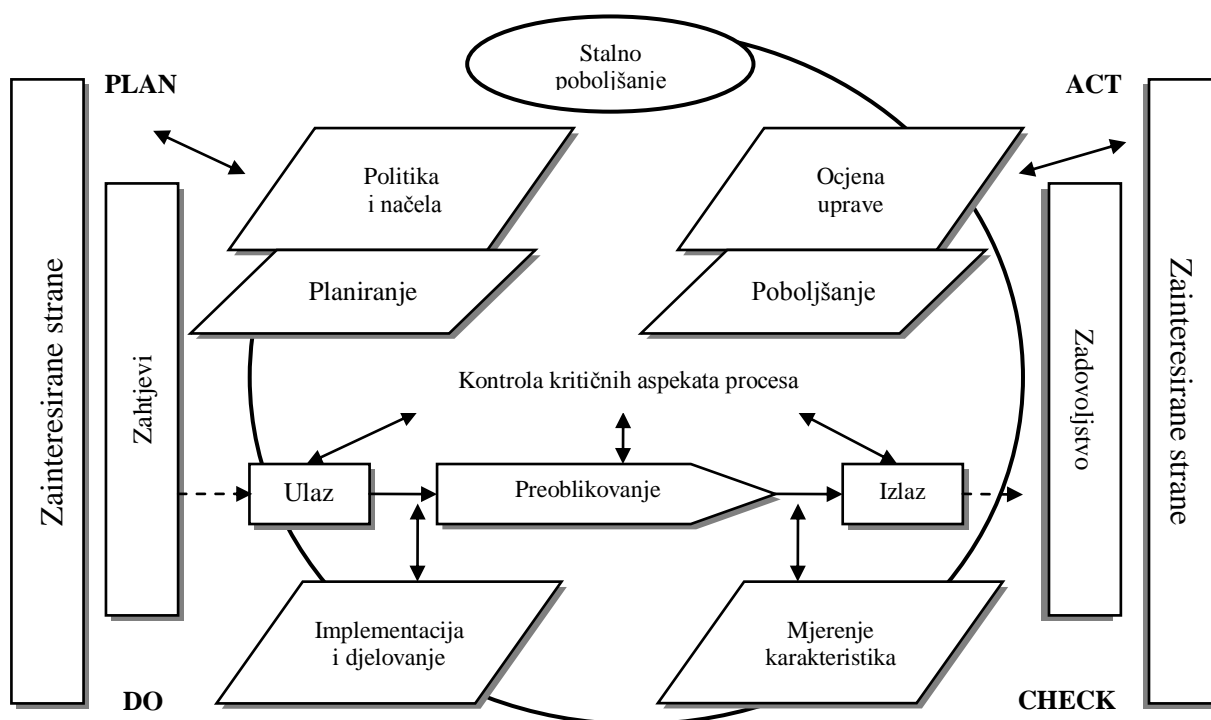 Stalno
poboljšanje
PLAN
ACT
Politika
i načela
Ocjena
uprave
Planiranje
Poboljšanje
Zainteresirane strane
Zahtjevi
Zadovoljstvo
Zainteresirane strane
Kontrola kritičnih aspekata procesa
Ulaz
Preoblikovanje
Izlaz
Implementacija
i djelovanje
Mjerenje
karakteristika
DO
CHECK